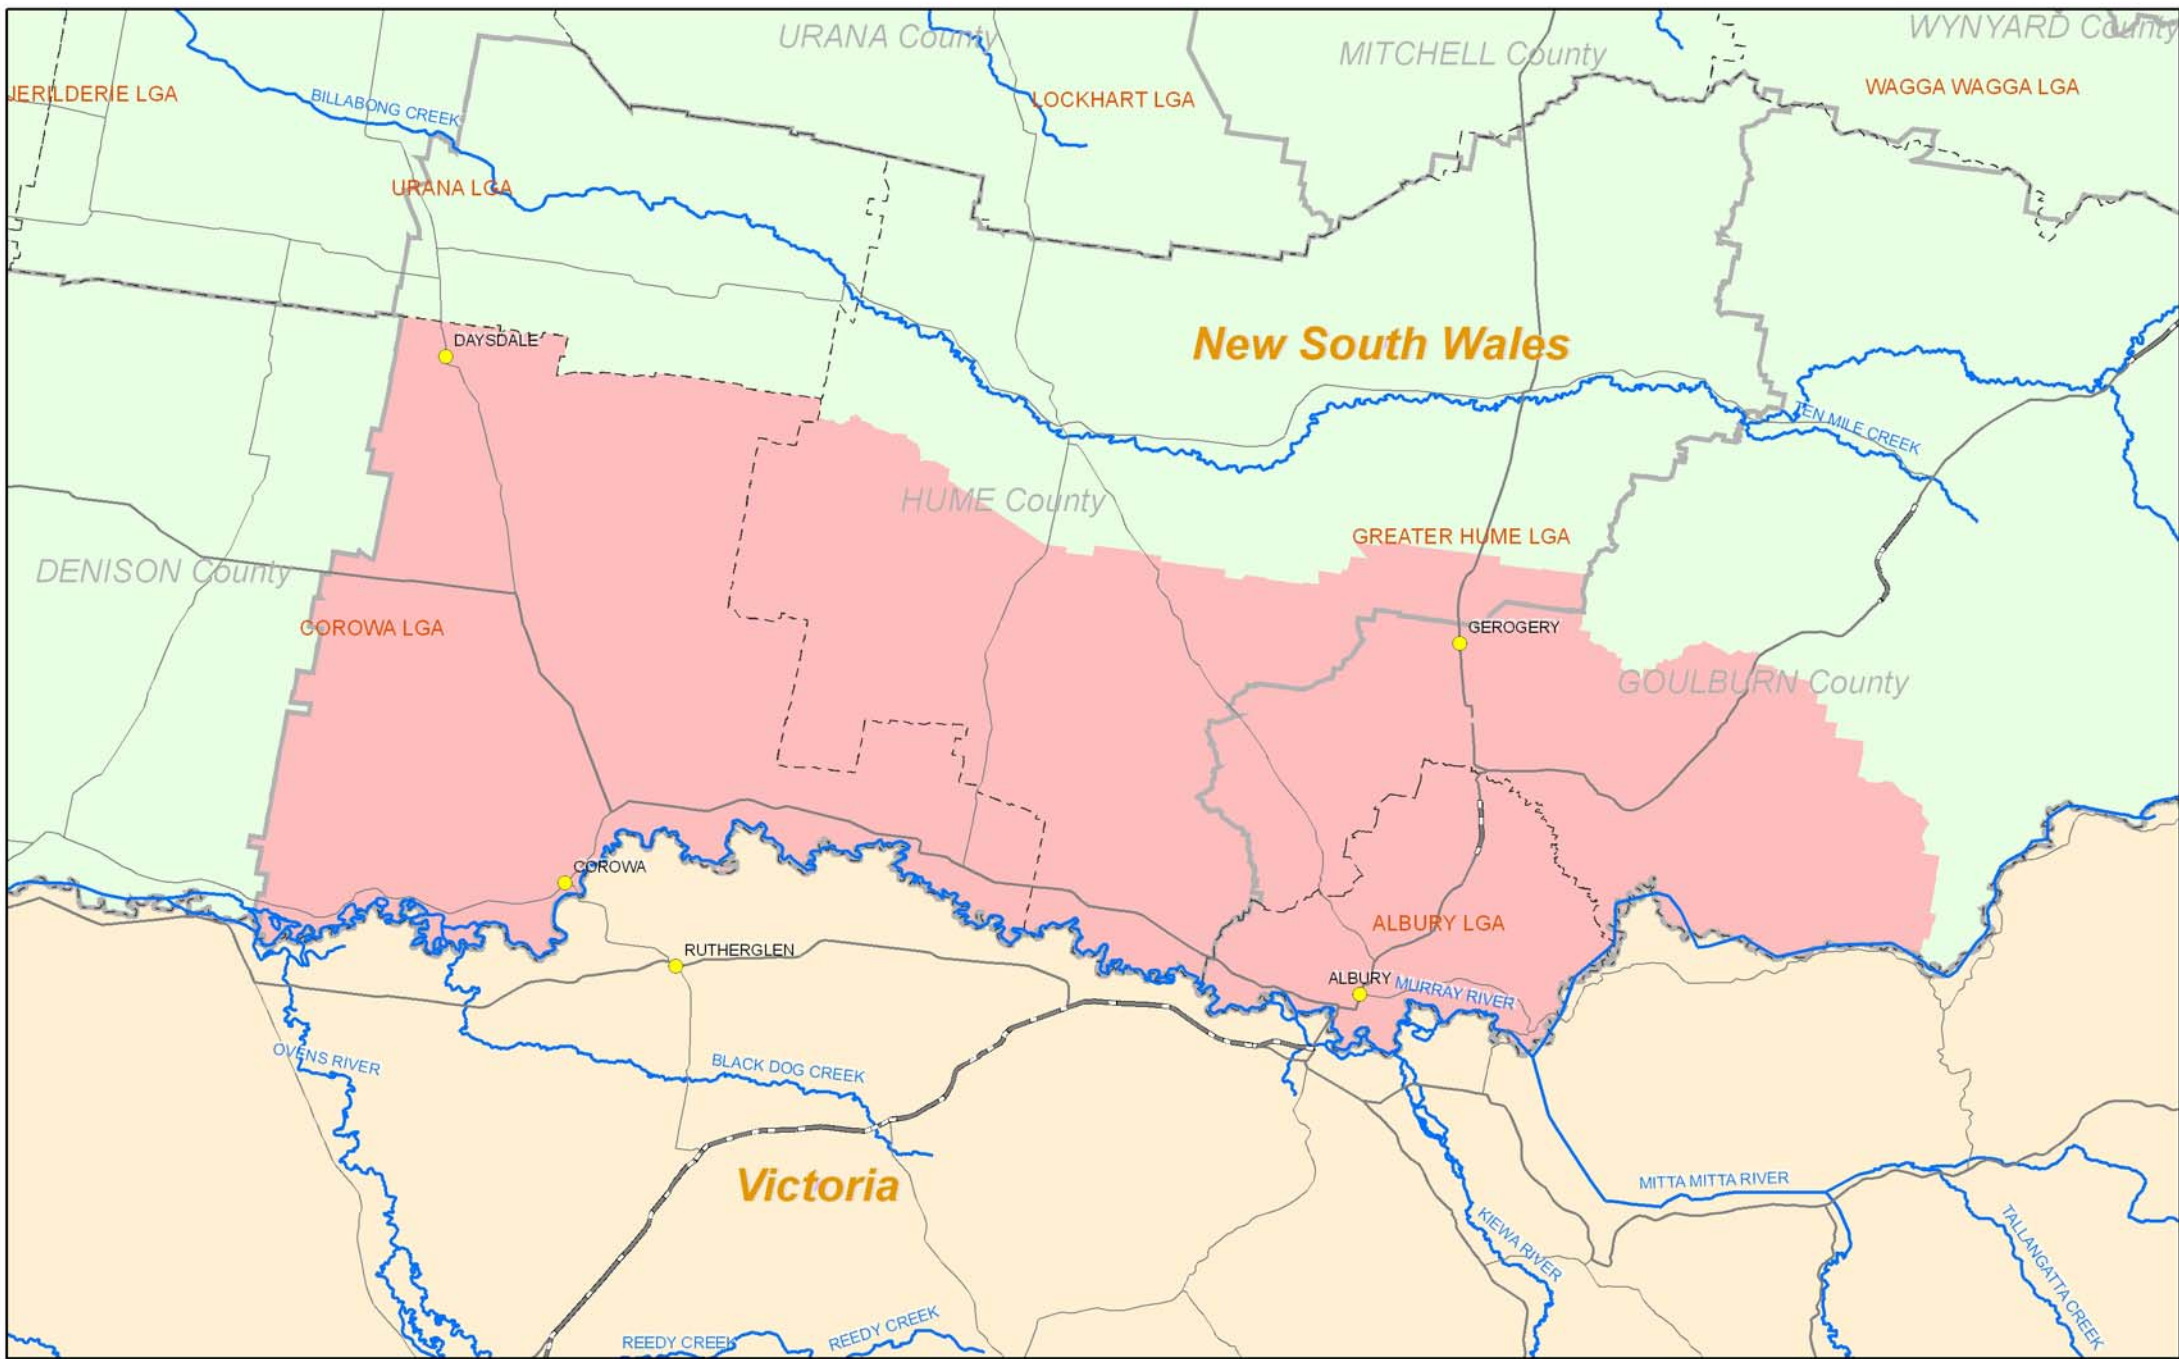 URANA County
MITCHELL County
WYNYARD County
JERILDERIE LGA
BILLABONG CREEK
LOCKHART LGA
WAGGA WAGGA LGA
URANA LGA
DAYSDALE
New South Wales
TEN MILE CREEK
HUME County
GREATER HUME LGA
DENISON County
COROWA LGA
GEROGERY
GOULBURN County
COROWA
ALBURY LGA
RUTHERGLEN
ALBURY
MURRAY RIVER
OVENS RIVER
BLACK DOG CREEK
Victoria
MITTA MITTA RIVER
KIEWA RIVER
TALLANGATTA CREEK
REEDY CREEK
REEDY CREEK